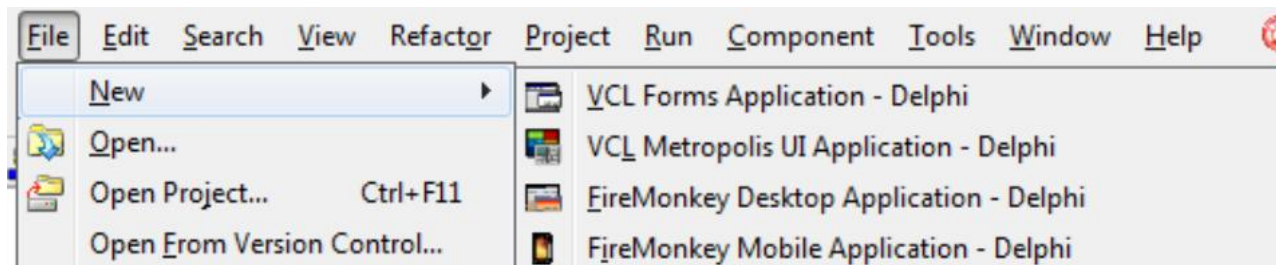 File Edit Search View Refactor Project Run Component Tools Window Help
New
Open...
Open Project... Ctrl+F11
Open From Version Control...
VCL Forms Application - Delphi
VCL Metropolis UI Application - Delphi
FireMonkey Desktop Application - Delphi
FireMonkey Mobile Application - Delphi